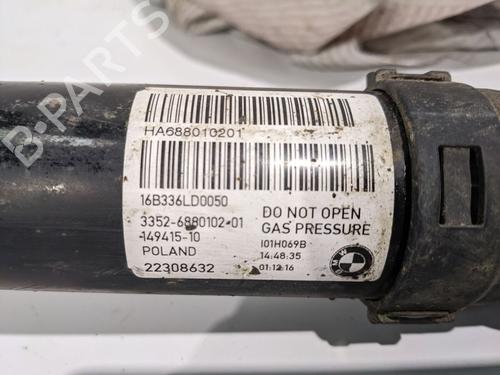 B-PARTS
HA688010201
16B336LD0050
3352-6880102-01
149415-10
POLAND
22308632
DO NOT OPEN
GAS PRESSURE
I01H069B
14:48:35
01.12.16
BMW